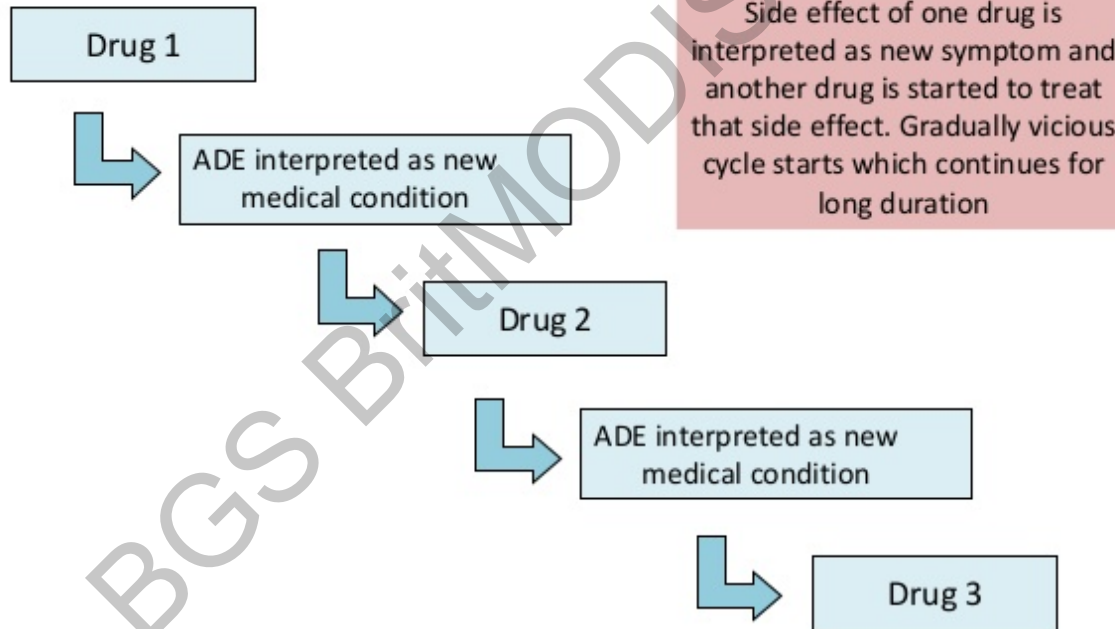 Drug 1
Side effect of one drug is
interpreted as new symptom and
another drug is started to treat
that side effect. Gradually vicious
cycle starts which continues for
long duration
ADE interpreted as new
medical condition
Drug 2
ADE interpreted as new
medical condition
Drug 3
BGS BritMODIS